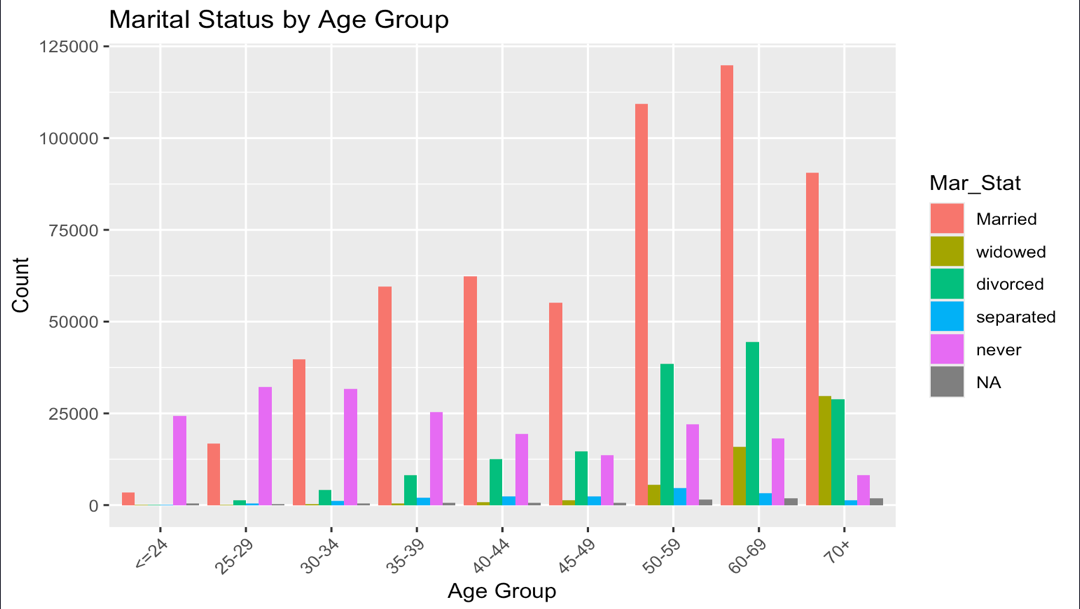 Marital Status by Age Group
125000
100000
75000
50000
25000
0
Count
<=24
25-29
30-34
35-39
40-44
45-49
50-59
60-69
70+
Age Group
Mar_Stat
Married
widowed
divorced
separated
never
NA